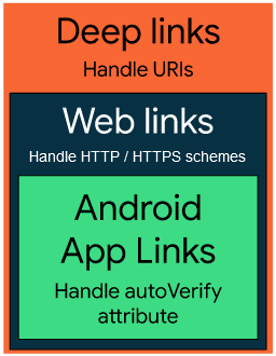 Deep links
Handle URIs
Web links
Handle HTTP / HTTPS schemes
Android
App Links
Handle autoVerify
attribute